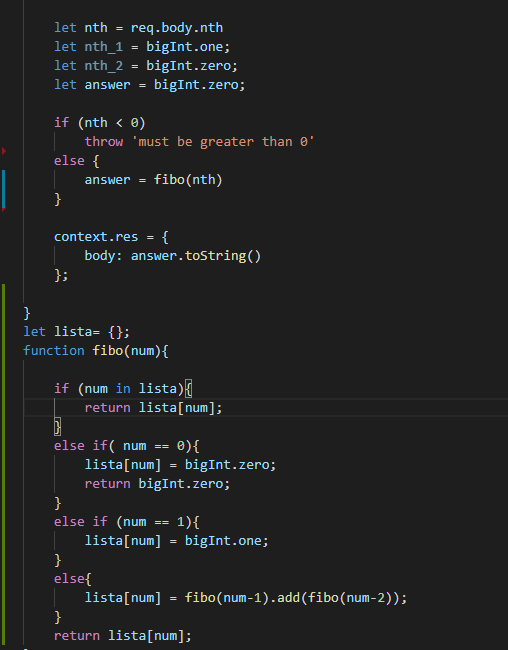 let nth = req.body.nth
let nth_1 = bigInt.one;
let nth_2 = bigInt.zero;
let answer = bigInt.zero;
if (nth < 0)
throw 'must be greater than 0'
else {
answer = fibo(nth)
}
context.res = {
body: answer.toString()
};
}
let lista= {};
function fibo(num){
if (num in lista){
return lista[num];
}
else if( num == 0){
lista[num] = bigInt.zero;
return bigInt.zero;
}
else if (num == 1){
lista[num] = bigInt.one;
}
else{
lista[num] = fibo(num-1).add(fibo(num-2));
}
return lista[num];